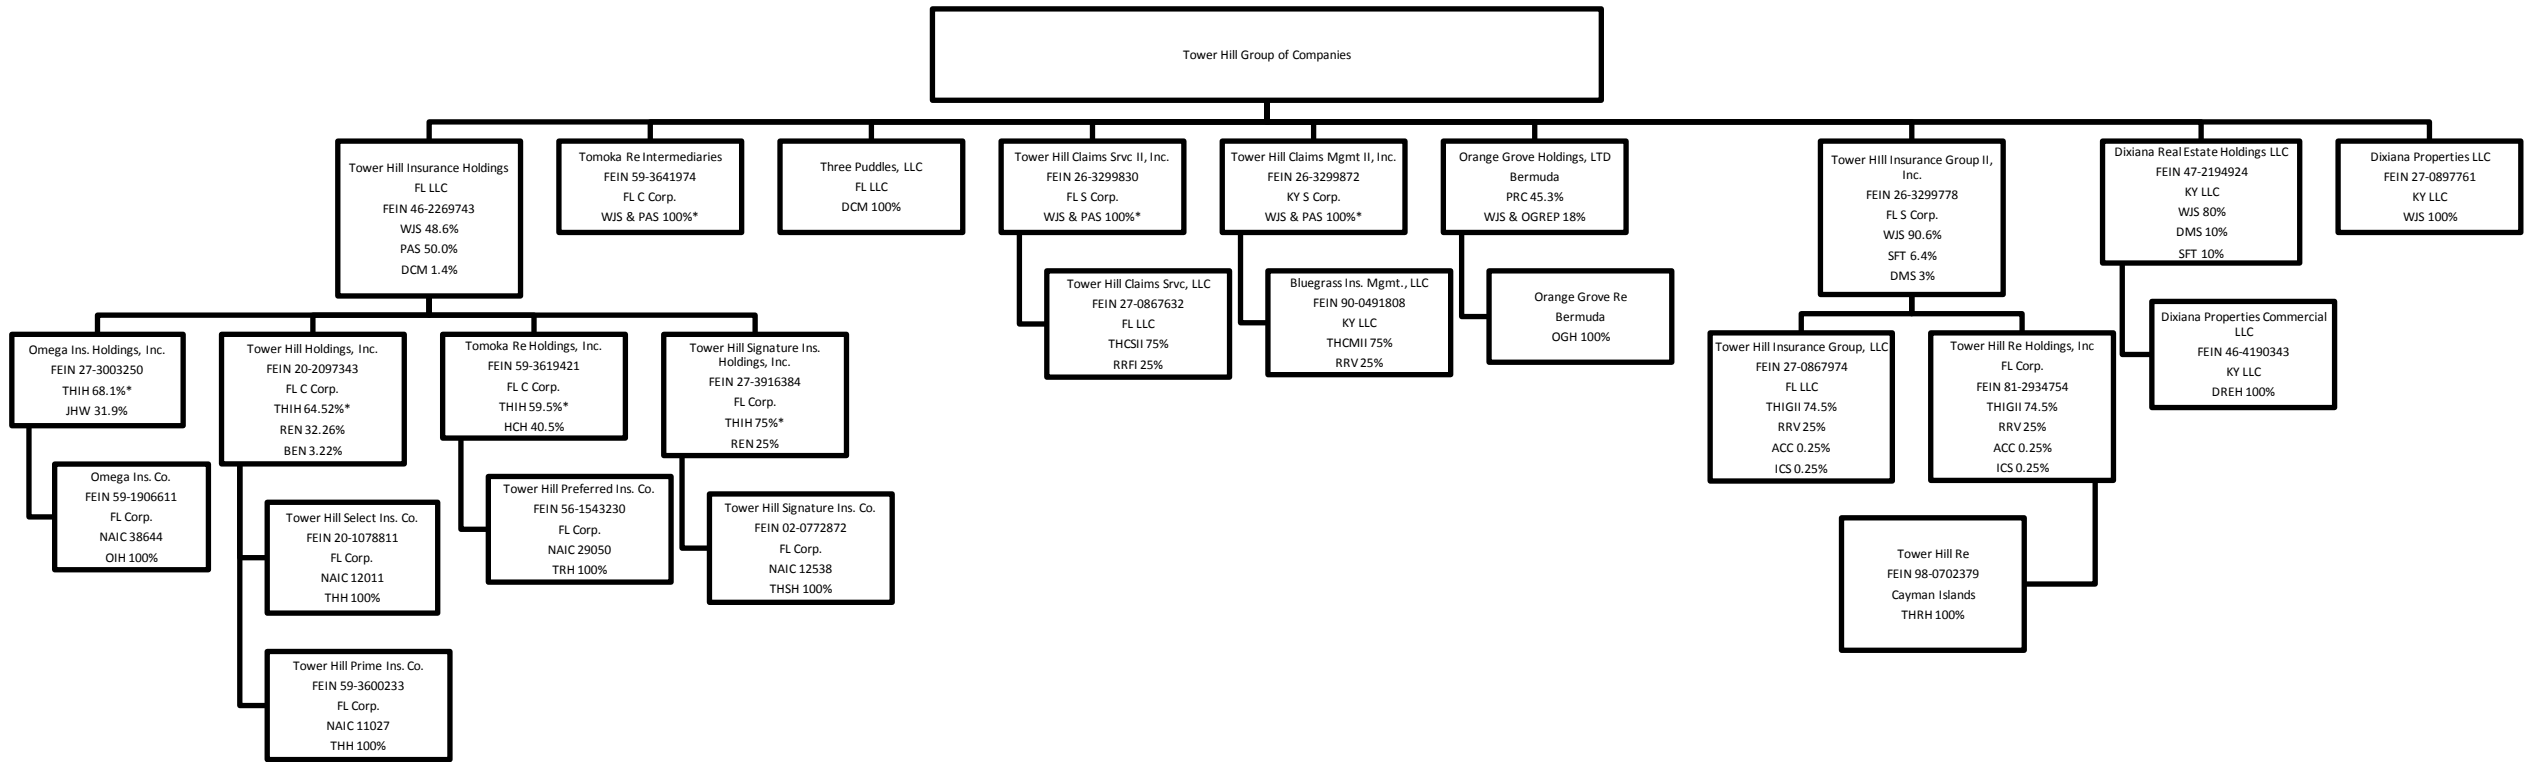 Tower Hill Group of Companies
Tower Hill Insurance Holdings
FL LLC
FEIN 46-2269743
WJS 48.6%
PAS 50.0%
DCM 1.4%
Tomoka Re Intermediaries
FEIN 59-3641974
FL C Corp.
WJS & PAS 100%*
Three Puddles, LLC
FL LLC
DCM 100%
Tower Hill Claims Srvc II, Inc.
FEIN 26-3299830
FL S Corp.
WJS & PAS 100%*
Tower Hill Claims Mgmt II, Inc.
FEIN 26-3299872
KY S Corp.
WJS & PAS 100%*
Orange Grove Holdings, LTD
Bermuda
PRC 45.3%
WJS & OGREP 18%
Tower HIll Insurance Group II,
Inc.
FEIN 26-3299778
FL S Corp.
WJS 90.6%
SFT 6.4%
DMS 3%
Dixiana Real Estate Holdings LLC
FEIN 47-2194924
KY LLC
WJS 80%
DMS 10%
SFT 10%
Dixiana Properties LLC
FEIN 27-0897761
KY LLC
WJS 100%
Tower Hill Claims Srvc, LLC
FEIN 27-0867632
FL LLC
THCSII 75%
RRFI 25%
Bluegrass Ins. Mgmt., LLC
FEIN 90-0491808
KY LLC
THCMII 75%
RRV 25%
Orange Grove Re
Bermuda
OGH 100%
Dixiana Properties Commercial
LLC
FEIN 46-4190343
KY LLC
DREH 100%
Omega Ins. Holdings, Inc.
FEIN 27-3003250
THIH 68.1%*
JHW 31.9%
Tower Hill Holdings, Inc.
FEIN 20-2097343
FL C Corp.
THIH 64.52%*
REN 32.26%
BEN 3.22%
Tomoka Re Holdings, Inc.
FEIN 59-3619421
FL C Corp.
THIH 59.5%*
HCH 40.5%
Tower Hill Signature Ins.
Holdings, Inc.
FEIN 27-3916384
FL Corp.
THIH 75%*
REN 25%
Tower Hill Insurance Group, LLC
FEIN 27-0867974
FL LLC
THIGII 74.5%
RRV 25%
ACC 0.25%
ICS 0.25%
Tower Hill Re Holdings, Inc
FL Corp.
FEIN 81-2934754
THIGII 74.5%
RRV 25%
ACC 0.25%
ICS 0.25%
Omega Ins. Co.
FEIN 59-1906611
FL Corp.
NAIC 38644
OIH 100%
Tower Hill Select Ins. Co.
FEIN 20-1078811
FL Corp.
NAIC 12011
THH 100%
Tower Hill Preferred Ins. Co.
FEIN 56-1543230
FL Corp.
NAIC 29050
TRH 100%
Tower Hill Signature Ins. Co.
FEIN 02-0772872
FL Corp.
NAIC 12538
THSH 100%
Tower Hill Re
FEIN 98-0702379
Cayman Islands
THRH 100%
Tower Hill Prime Ins. Co.
FEIN 59-3600233
FL Corp.
NAIC 11027
THH 100%